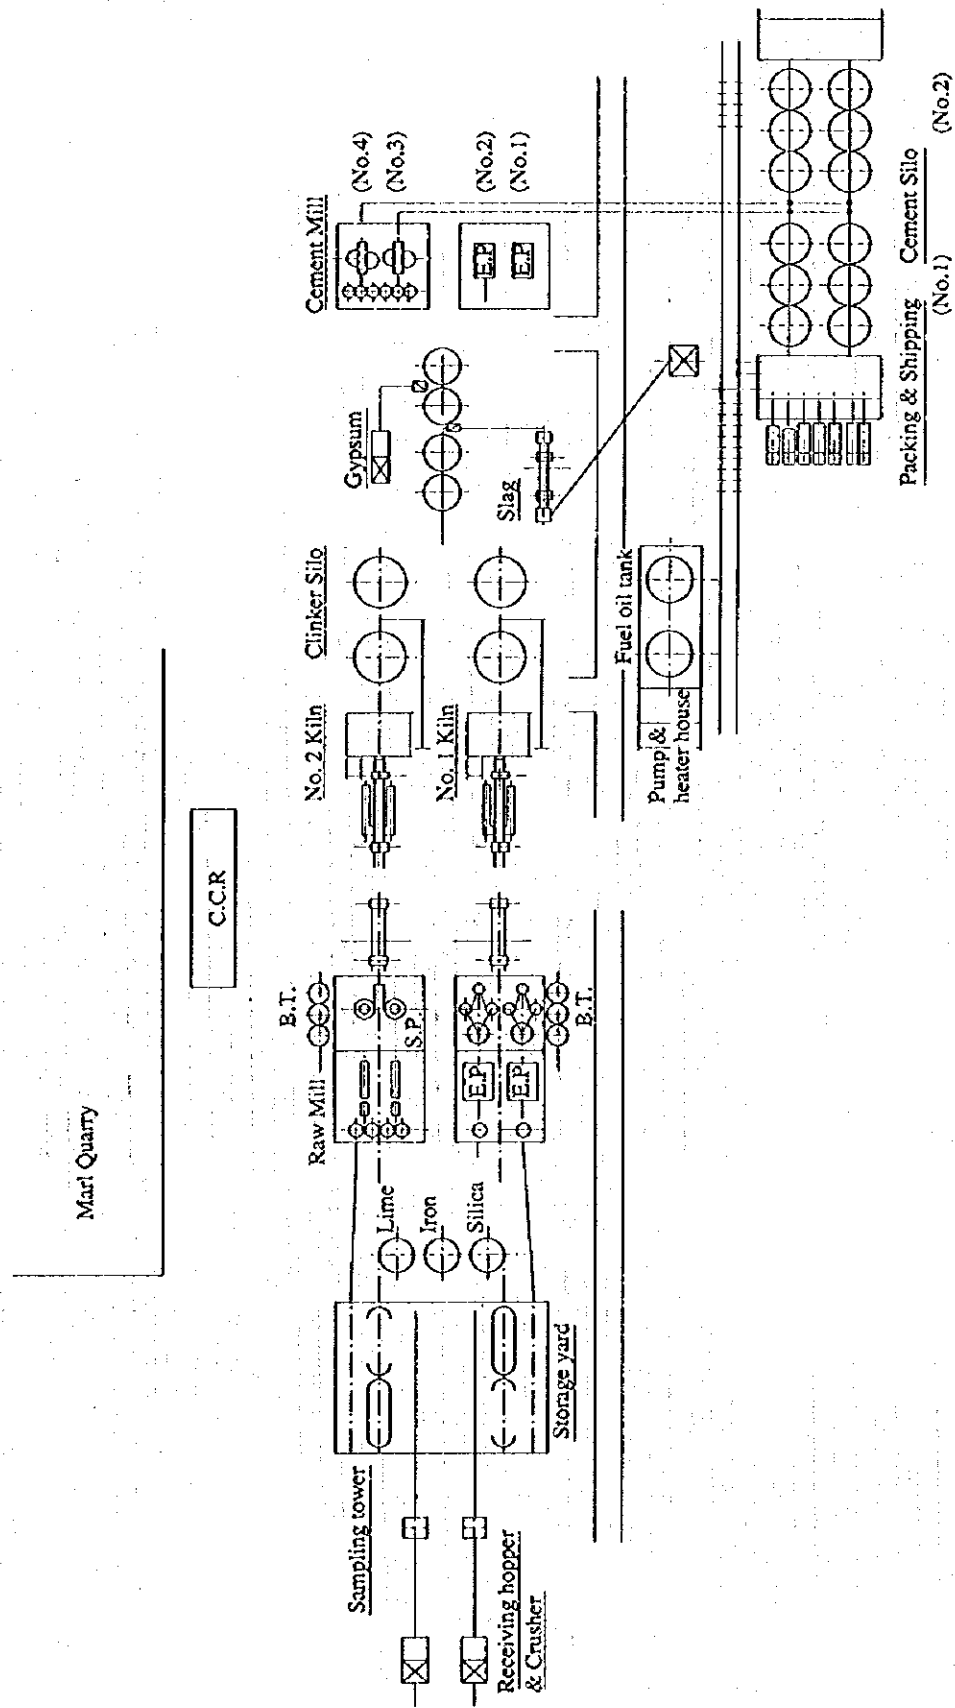 Marl Quarry
C.C.R
Sampling tower
Receiving hopper
& Crusher
Storage yard
Lime
Iron
Silica
Raw Mill
B.T.
S.P.
E.P
E.P
B.T.
No. 2 Kiln
No. 1 Kiln
Clinker Silo
Gypsum
Slag
Cement Mill
(No.4)
(No.3)
(No.2)
(No.1)
E.P
E.P
Fuel oil tank
Pump &
heater house
Packing & Shipping
Cement Silo
(No.1)
(No.2)